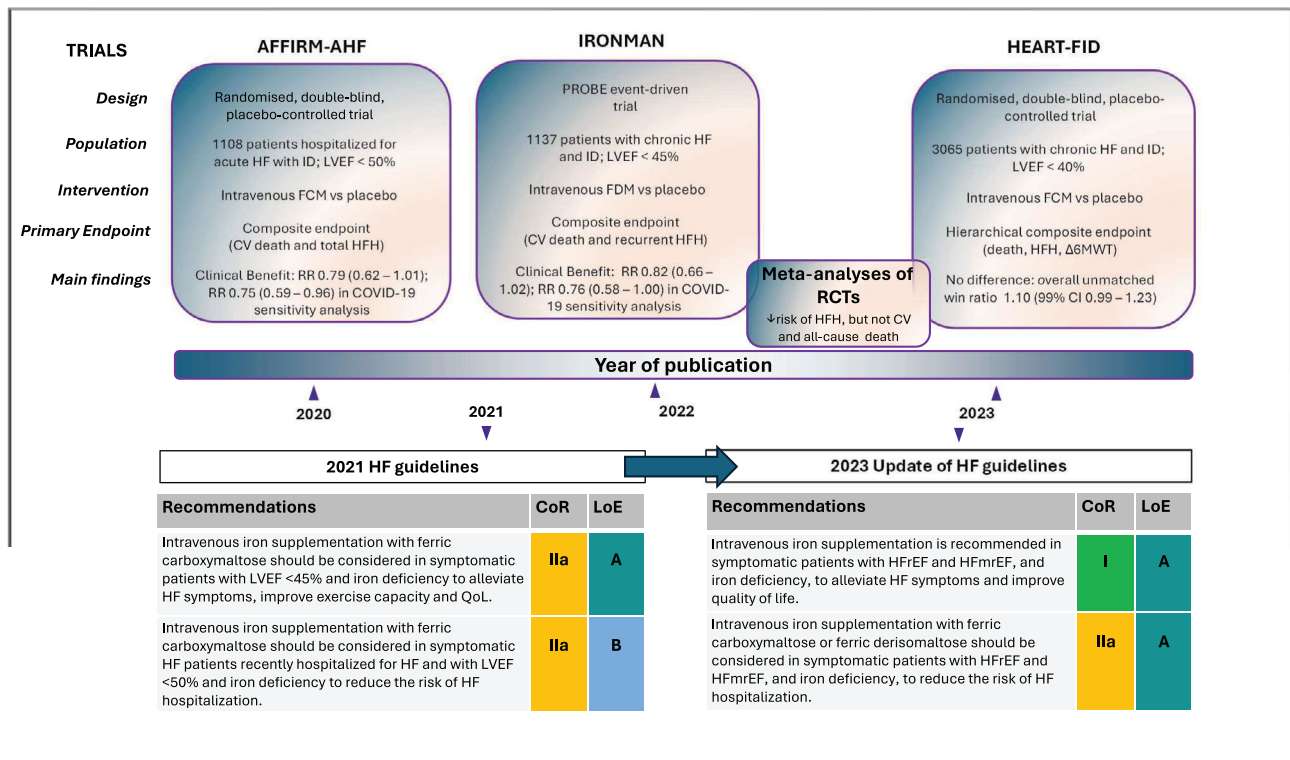 TRIALS
Design
Population
Intervention
Primary Endpoint
Main findings
AFFIRM-AHF
Randomised, double-blind,
placebo-controlled trial
1108 patients hospitalized for
acute HF with ID; LVEF < 50%
Intravenous FCM vs placebo
Composite endpoint
(CV death and total HFH)
Clinical Benefit: RR 0.79 (0.62 – 1.01);
RR 0.75 (0.59 – 0.96) in COVID-19
sensitivity analysis
IRONMAN
PROBE event-driven
trial
1137 patients with chronic HF
and ID; LVEF < 45%
Intravenous FDM vs placebo
Composite endpoint
(CV death and recurrent HFH)
Clinical Benefit: RR 0.82 (0.66 –
1.02); RR 0.76 (0.58 – 1.00) in COVID-
19 sensitivity analysis
Meta-analyses of
RCTs
↓risk of HFH, but not CV
and all-cause death
HEART-FID
Randomised, double-blind, placebo-
controlled trial
3065 patients with chronic HF and ID;
LVEF < 40%
Intravenous FCM vs placebo
Hierarchical composite endpoint
(death, HFH, Δ6MWT)
No difference: overall unmatched
win ratio 1.10 (99% CI 0.99 – 1.23)
Year of publication
2020
2021
2022
2023
2021 HF guidelines
Recommendations CoR LoE
Intravenous iron supplementation with ferric
carboxymaltose should be considered in symptomatic
patients with LVEF <45% and iron deficiency to alleviate
HF symptoms, improve exercise capacity and QoL.
IIa A
Intravenous iron supplementation with ferric
carboxymaltose should be considered in symptomatic
HF patients recently hospitalized for HF and with LVEF
<50% and iron deficiency to reduce the risk of HF
hospitalization.
IIa B
2023 Update of HF guidelines
Recommendations CoR LoE
Intravenous iron supplementation is recommended in
symptomatic patients with HFrEF and HFmrEF, and
iron deficiency, to alleviate HF symptoms and improve
quality of life.
I A
Intravenous iron supplementation with ferric
carboxymaltose or ferric derisomaltose should be
considered in symptomatic patients with HFrEF and
HFmrEF, and iron deficiency, to reduce the risk of HF
hospitalization.
IIa A